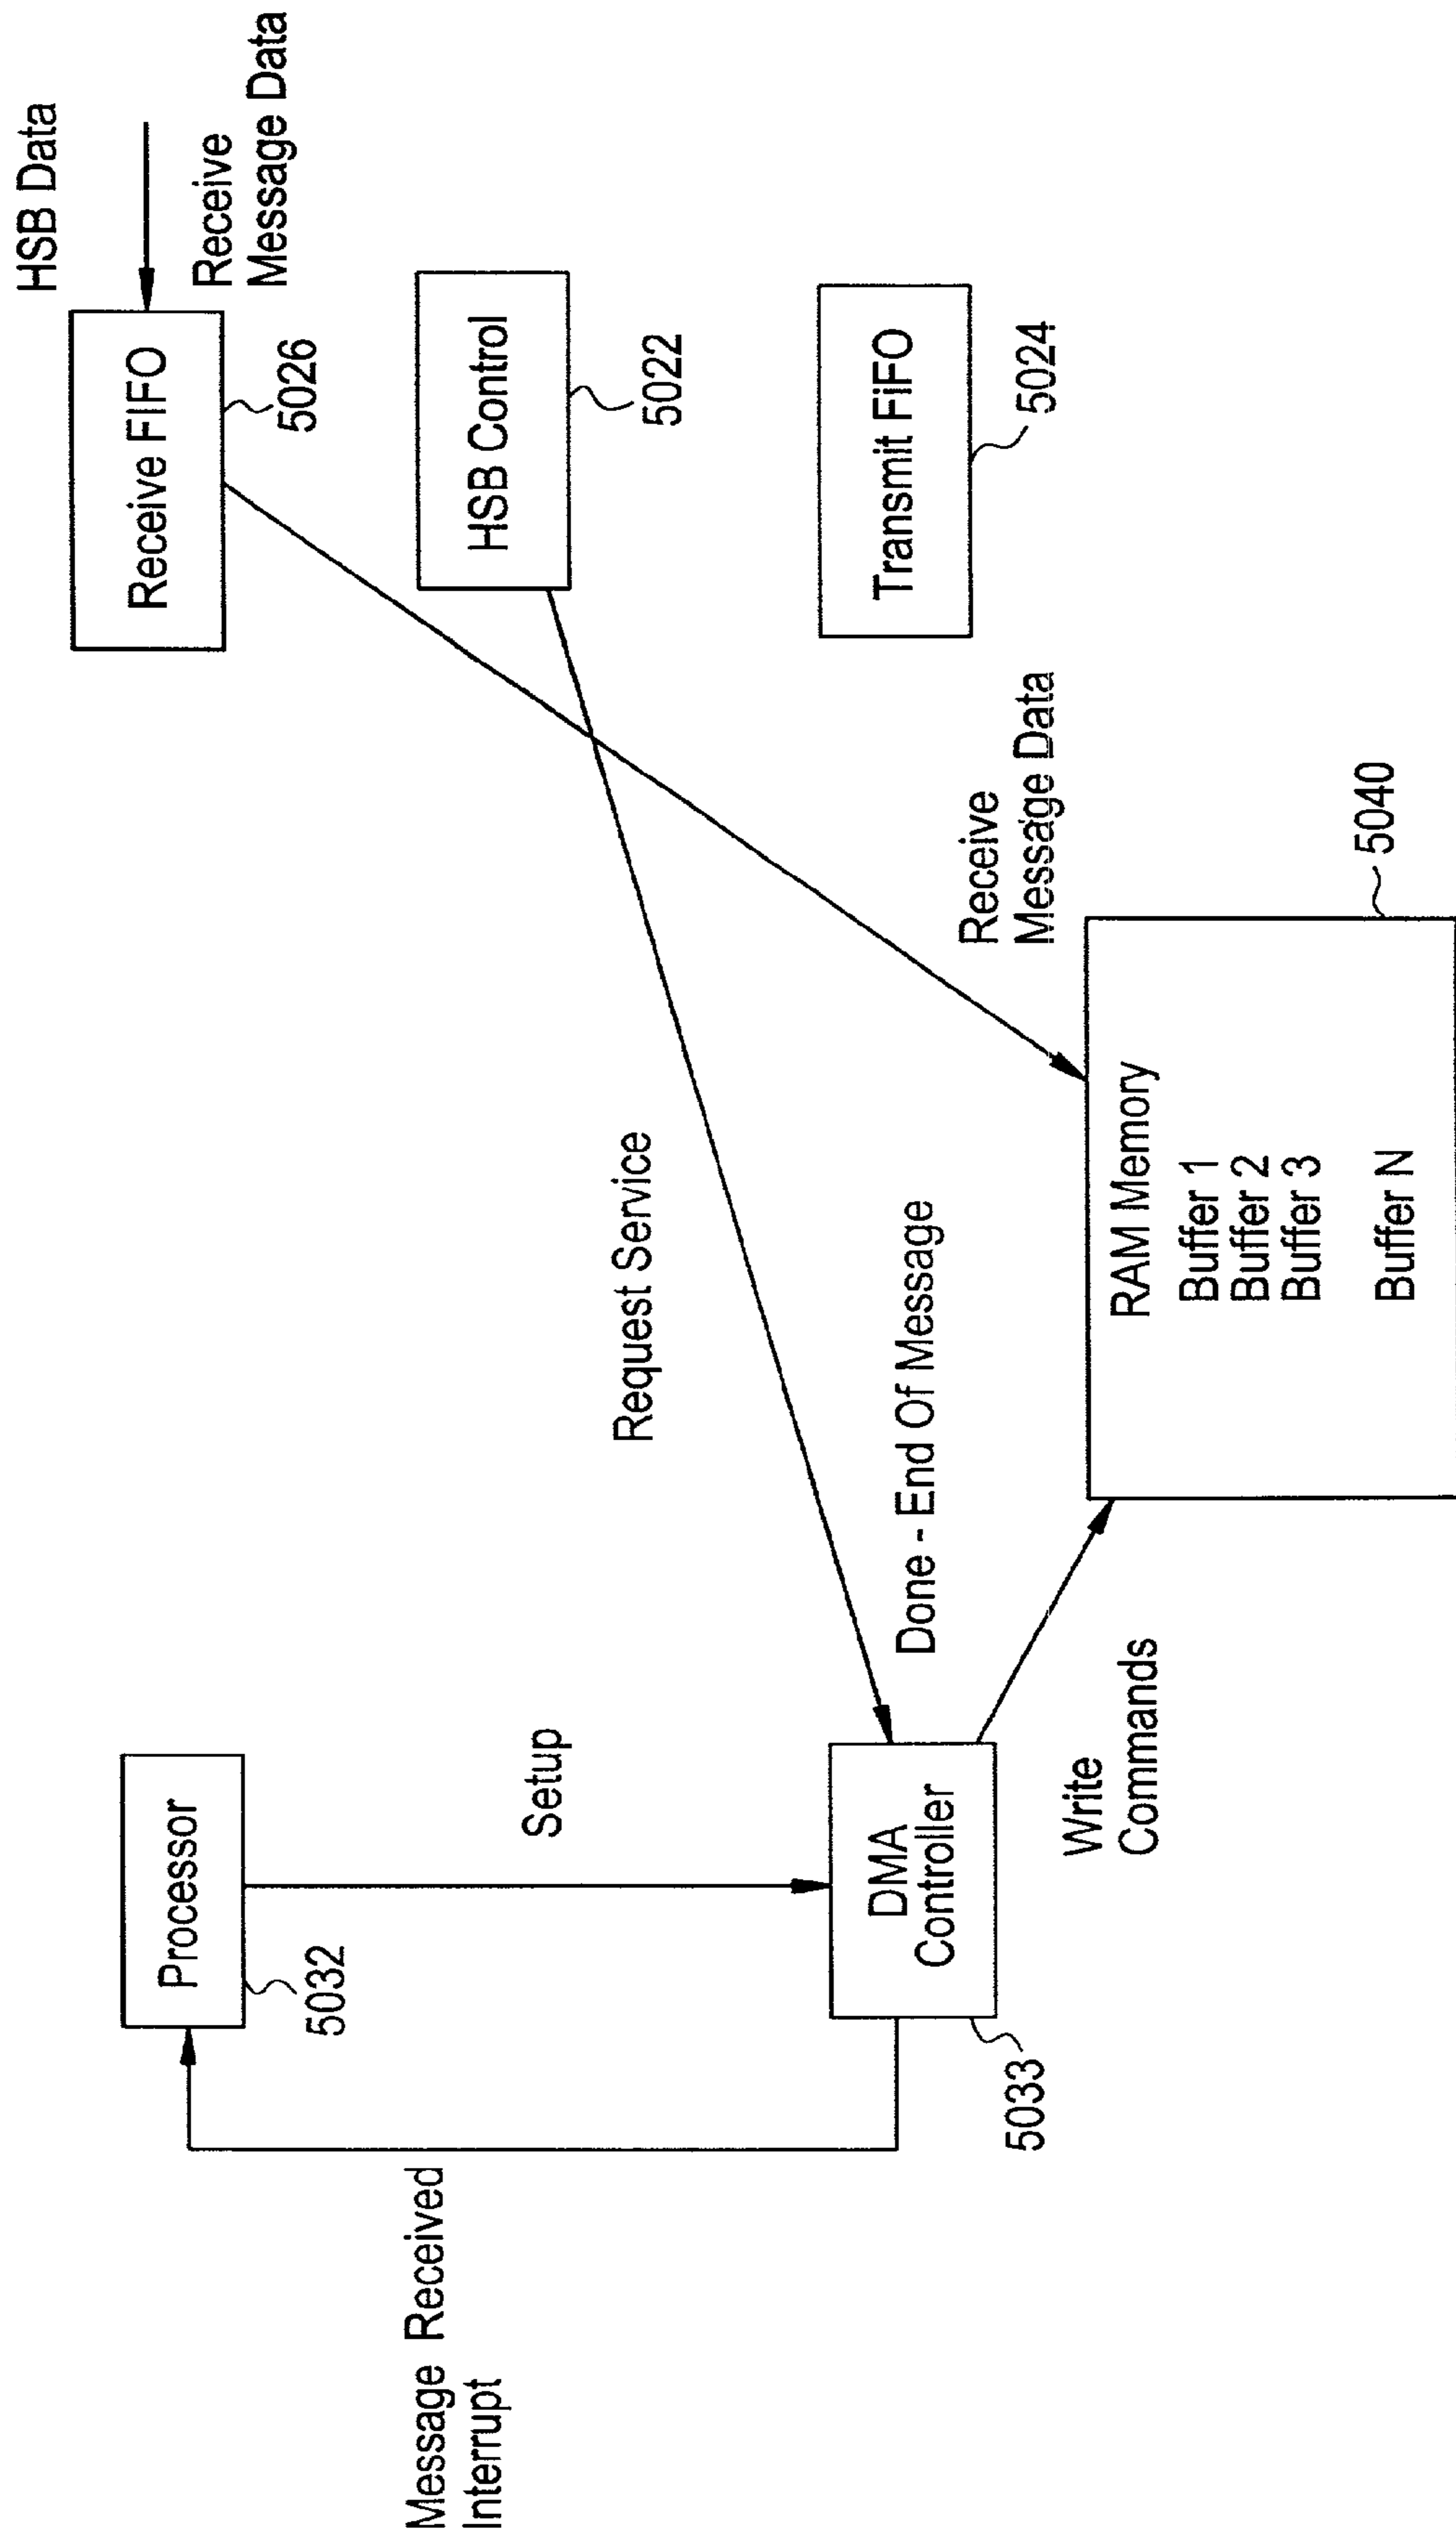 HSB Data
Receive
Message Data
Receive FIFO
5026
HSB Control
5022
Transmit FiFO
5024
Receive
Message Data
5040
RAM Memory
Buffer 1
Buffer 2
Buffer 3
Buffer N
Request Service
Done - End Of Message
Write
Commands
Processor
5032
Setup
DMA
Controller
5033
Message Received
Interrupt